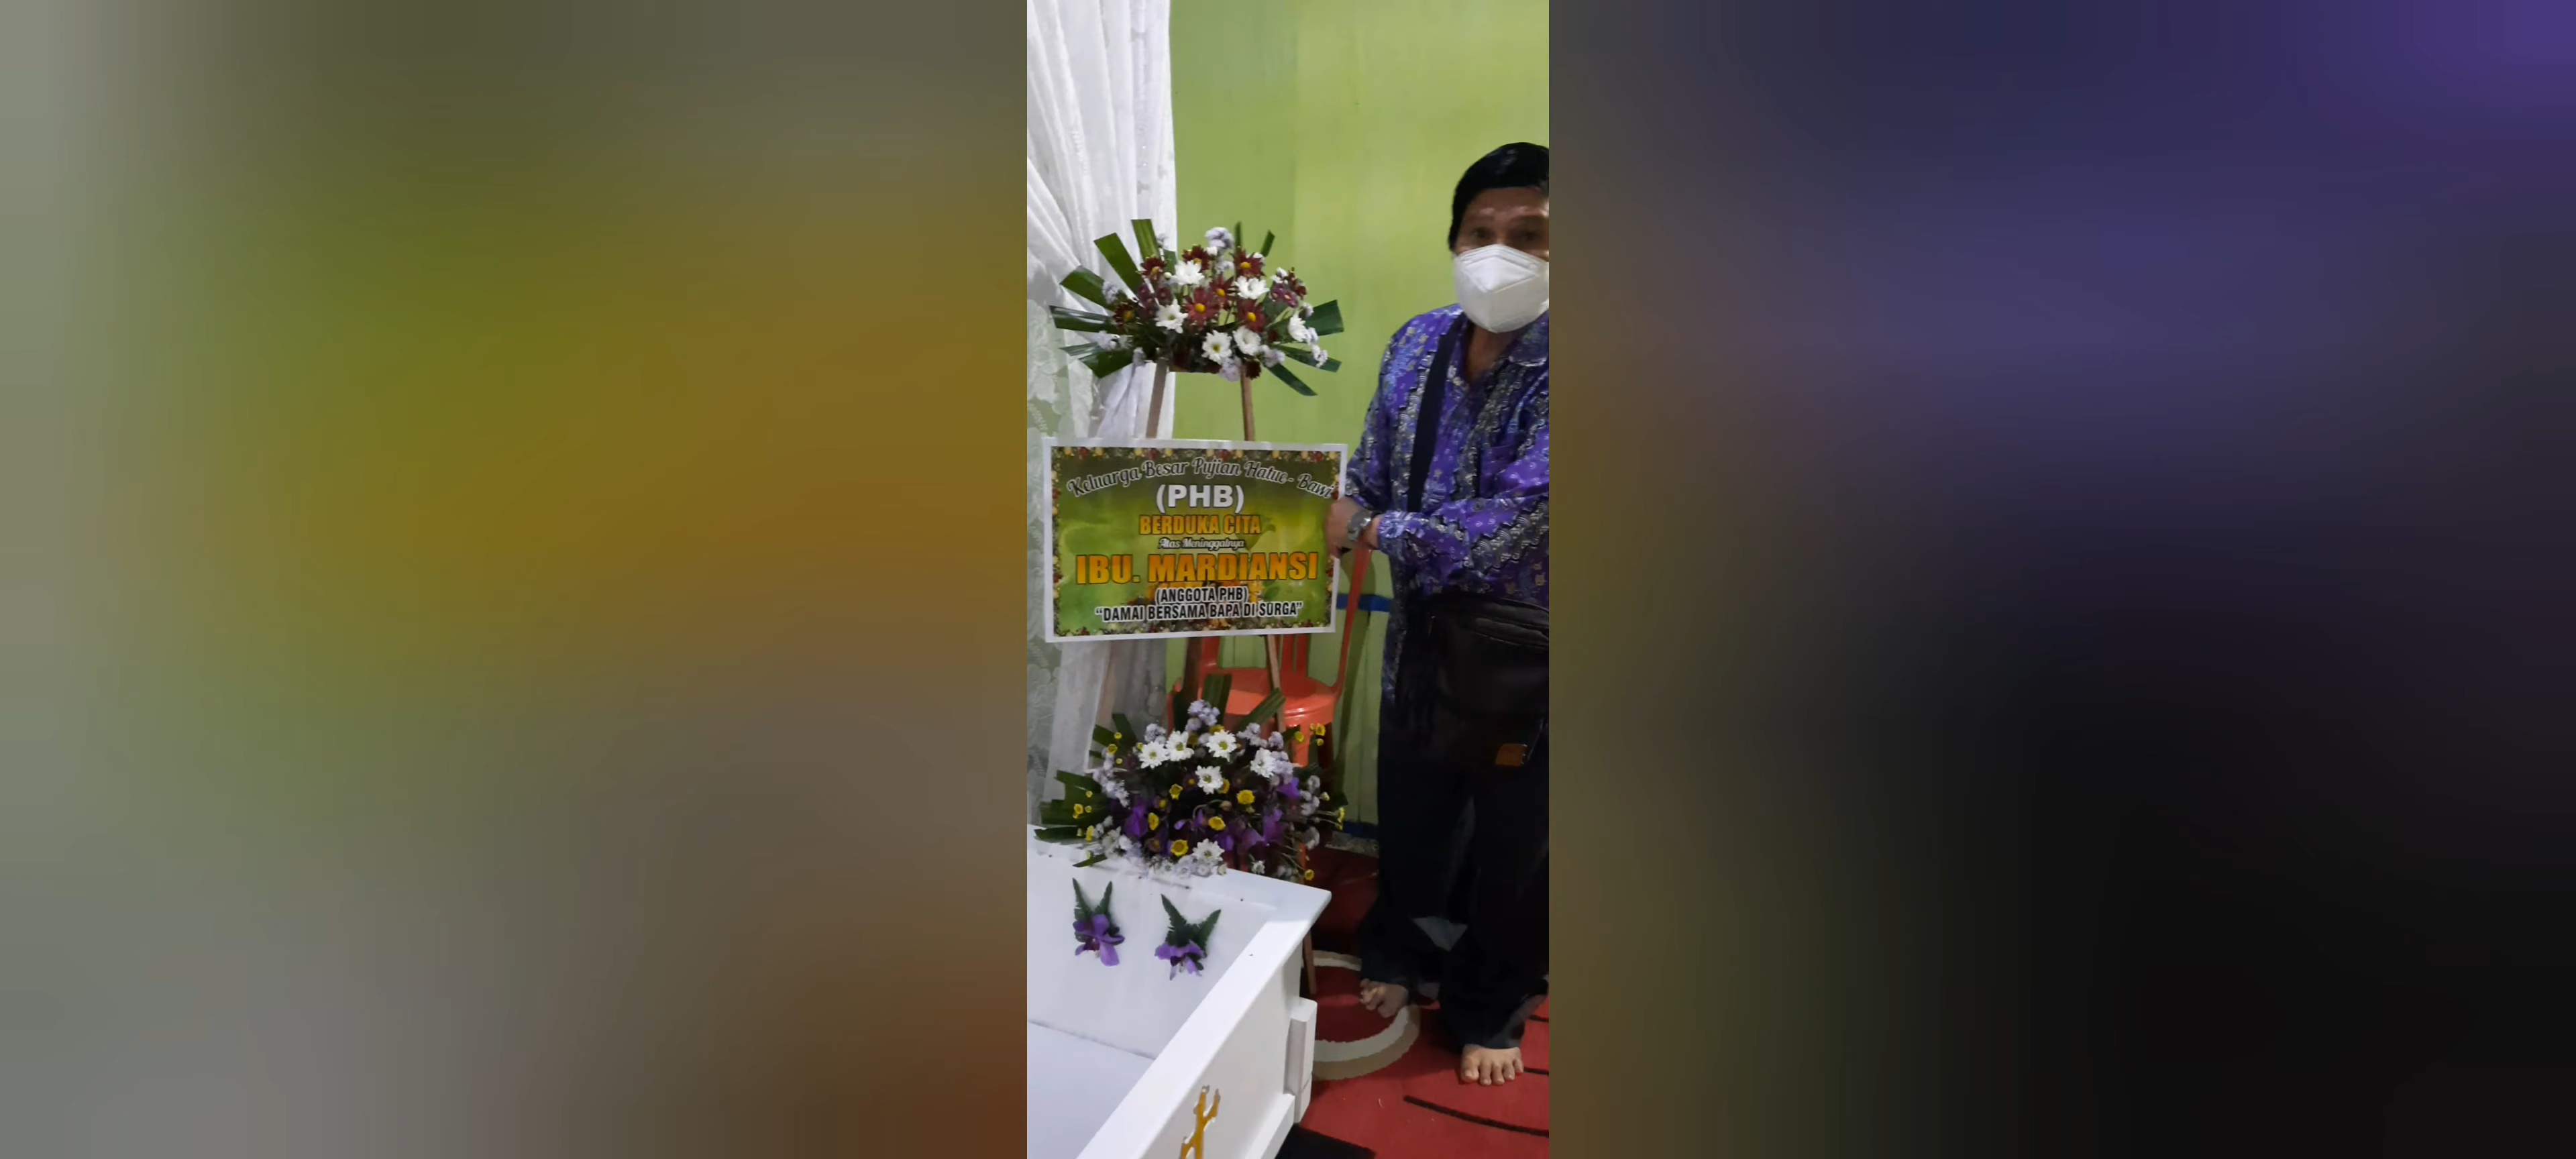 Keluarga Besar Pujian Hatue - Bawi
(PHB)
BERDUKA CITA
Atas Meninggalnya
IBU. MARDIANSI
(ANGGOTA PHB)
"DAMAI BERSAMA BAPA DI SURGA"